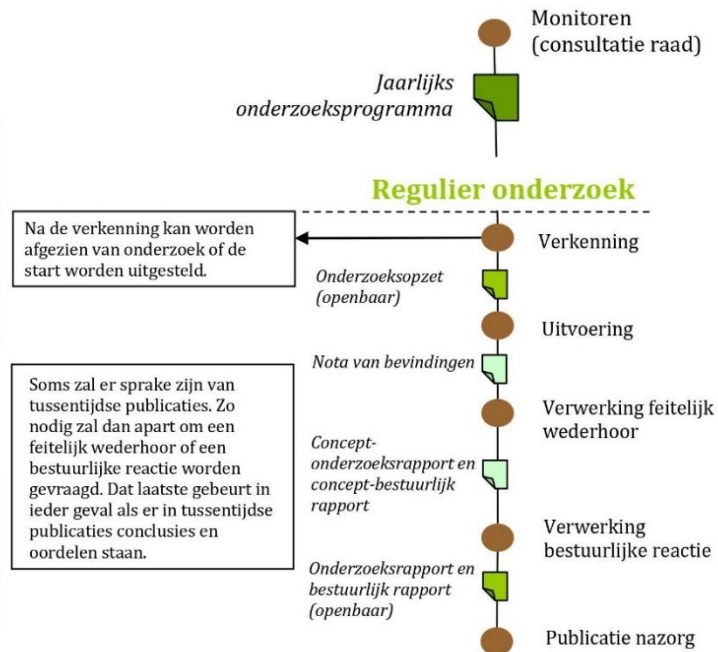 Monitoren
(consultatie raad)
Jaarlijks
onderzoeksprogramma
Regulier onderzoek
Na de verkenning kan worden
afgezien van onderzoek of de
start worden uitgesteld.
Verkenning
Onderzoeksopzet
(openbaar)
Uitvoering
Nota van bevindingen
Soms zal er sprake zijn van
tussentijdse publicaties. Zo
nodig zal dan apart om een
feitelijk wederhoor of een
bestuurlijke reactie worden
gevraagd. Dat laatste gebeurt in
ieder geval als er in tussentijdse
publicaties conclusies en
oordelen staan.
Verwerking feitelijk
wederhoor
Concept-
onderzoeksrapport en
concept-bestuurlijk
rapport
Verwerking
bestuurlijke reactie
Onderzoeksrapport en
bestuurlijk rapport
(openbaar)
Publicatie nazorg